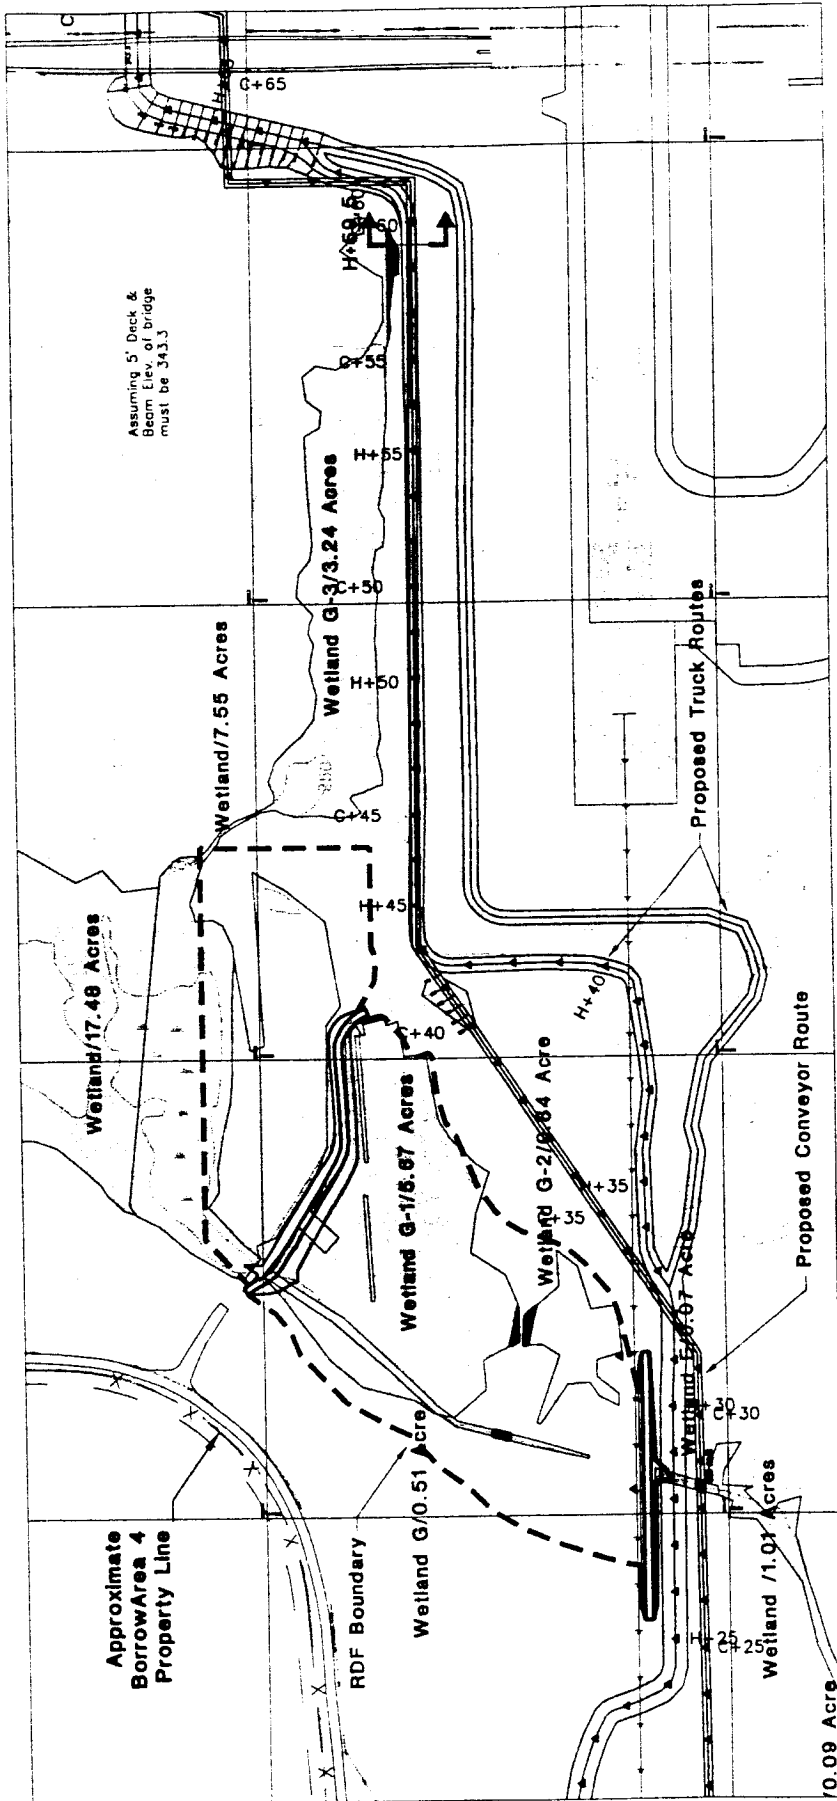 C
C+65
Assuming 5' Deck &
Beam Elev. of bridge
must be 343.3
H+60.5
C+55
H+55
Wetland G-3/3.24 Acres
C+50
H+50
Wetland/7.55 Acres
C+45
H+45
Proposed Truck Routes
Wetland/17.48 Acres
H+40
C+40
Wetland G-1/5.67 Acres
Wetland G-2/0.64 Acre
H+35
+35
Proposed Conveyor Route
Acre
+30
C+30
Approximate
BorrowArea 4
Property Line
RDF Boundary
Wetland G/0.51 Acre
Wetland /1.01 Acres
H+25
C+25
/0.09 Acre